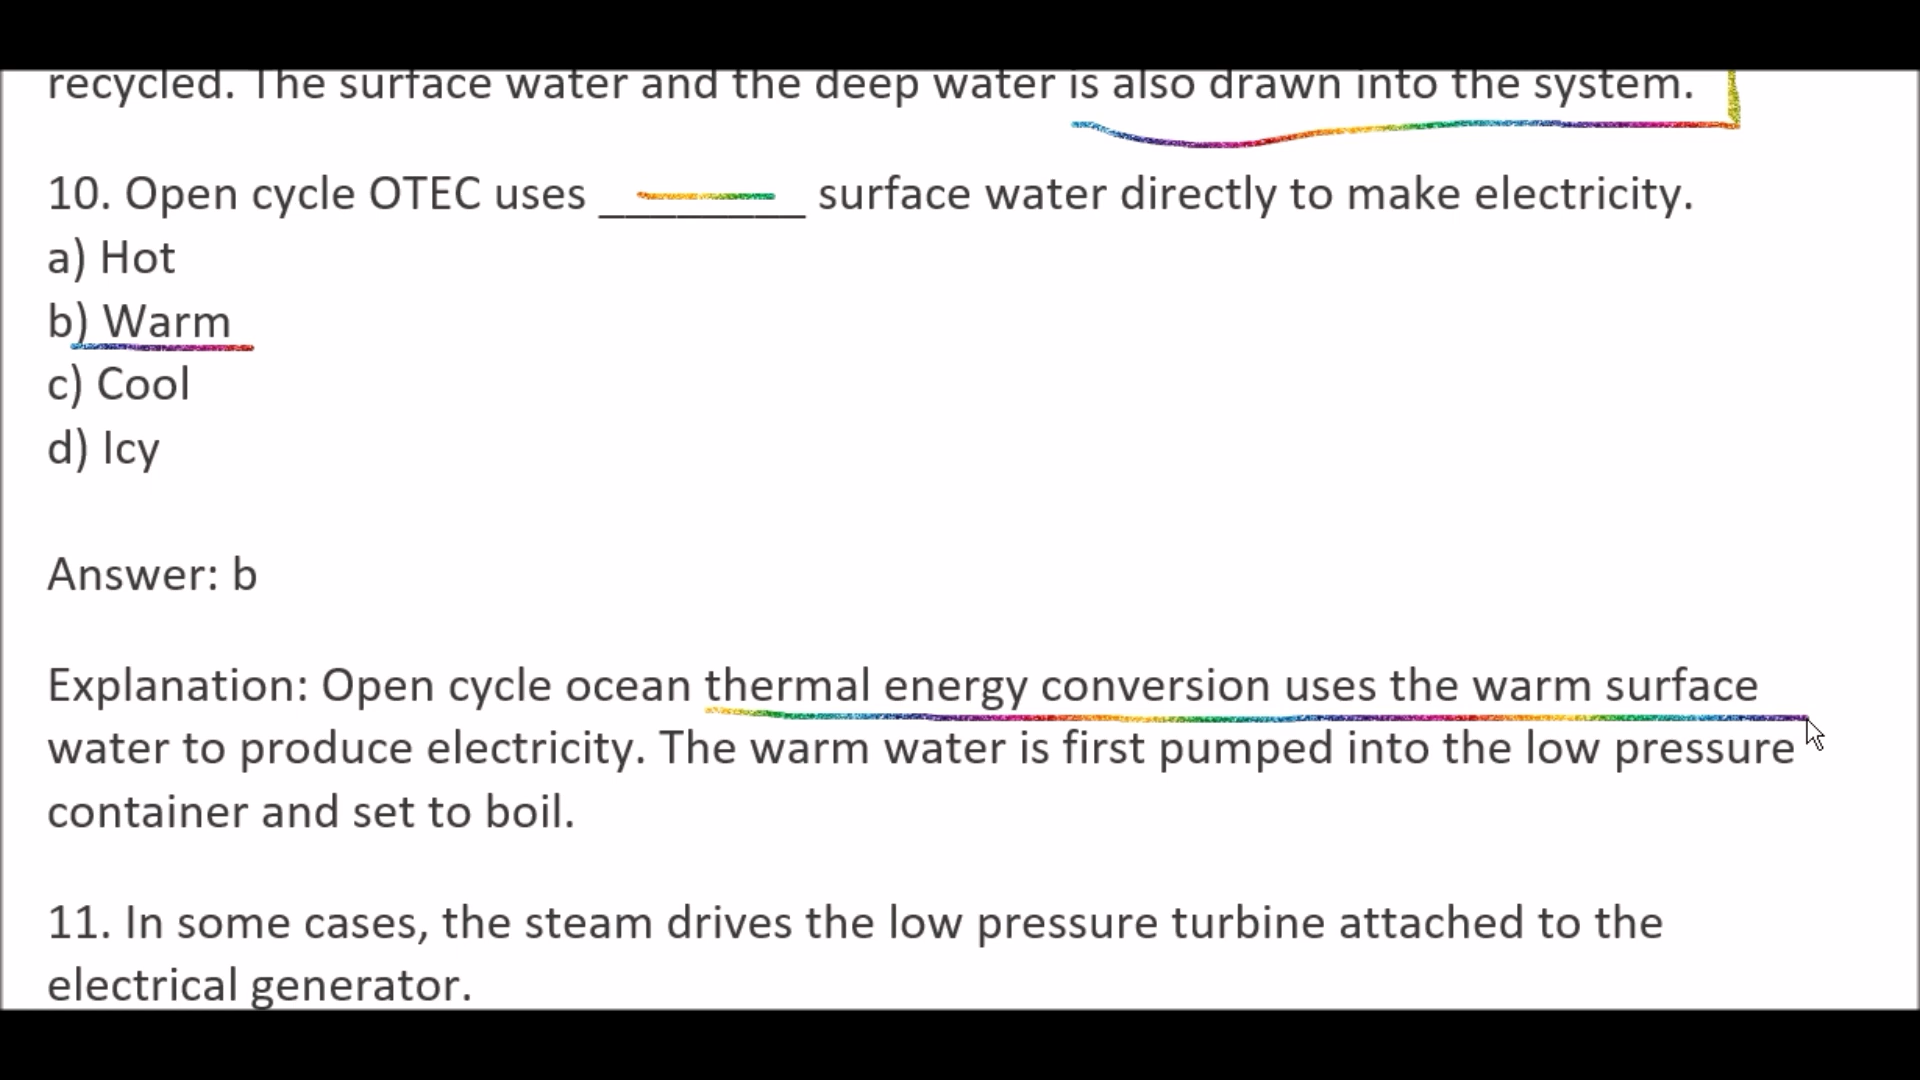 recycled. The surface water and the deep water is also drawn into the system.
10. Open cycle OTEC uses ________ surface water directly to make electricity.
a) Hot
b) Warm
c) Cool
d) Icy
Answer: b
Explanation: Open cycle ocean thermal energy conversion uses the warm surface
water to produce electricity. The warm water is first pumped into the low pressure
container and set to boil.
11. In some cases, the steam drives the low pressure turbine attached to the
electrical generator.